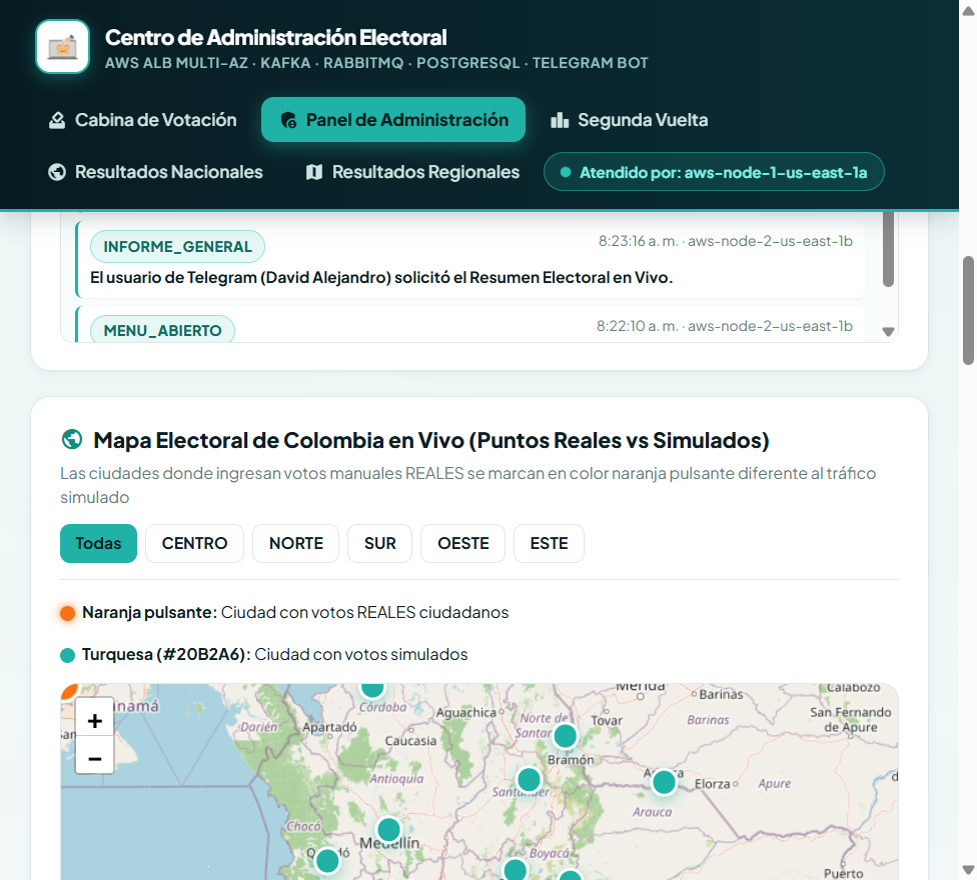 Centro de Administración Electoral
AWS ALB MULTI-AZ · KAFKA · RABBITMQ · POSTGRESQL · TELEGRAM BOT
Cabina de Votación
Panel de Administración
Segunda Vuelta
Resultados Nacionales
Resultados Regionales
Atendido por: aws-node-1-us-east-1a
INFORME_GENERAL
8:23:16 a. m. · aws-node-2-us-east-1b
El usuario de Telegram (David Alejandro) solicitó el Resumen Electoral en Vivo.
MENU_ABIERTO
8:22:10 a. m. · aws-node-2-us-east-1b
Mapa Electoral de Colombia en Vivo (Puntos Reales vs Simulados)
Las ciudades donde ingresan votos manuales REALES se marcan en color naranja pulsante diferente al tráfico
simulado
Todas
CENTRO
NORTE
SUR
OESTE
ESTE
Naranja pulsante: Ciudad con votos REALES ciudadanos
Turquesa (#20B2A6): Ciudad con votos simulados
+
−
Córdoba
Mérida
Barinas
Calabozo
Darién
Apartadó
Aguachica
Norte de
Tovar
Barinas
San Fernando
de Apure
Caucasia
Bramón
Antioquia
Elorza
Apure
Arauca
Chocó
Medellín
Boyacá
Puerto